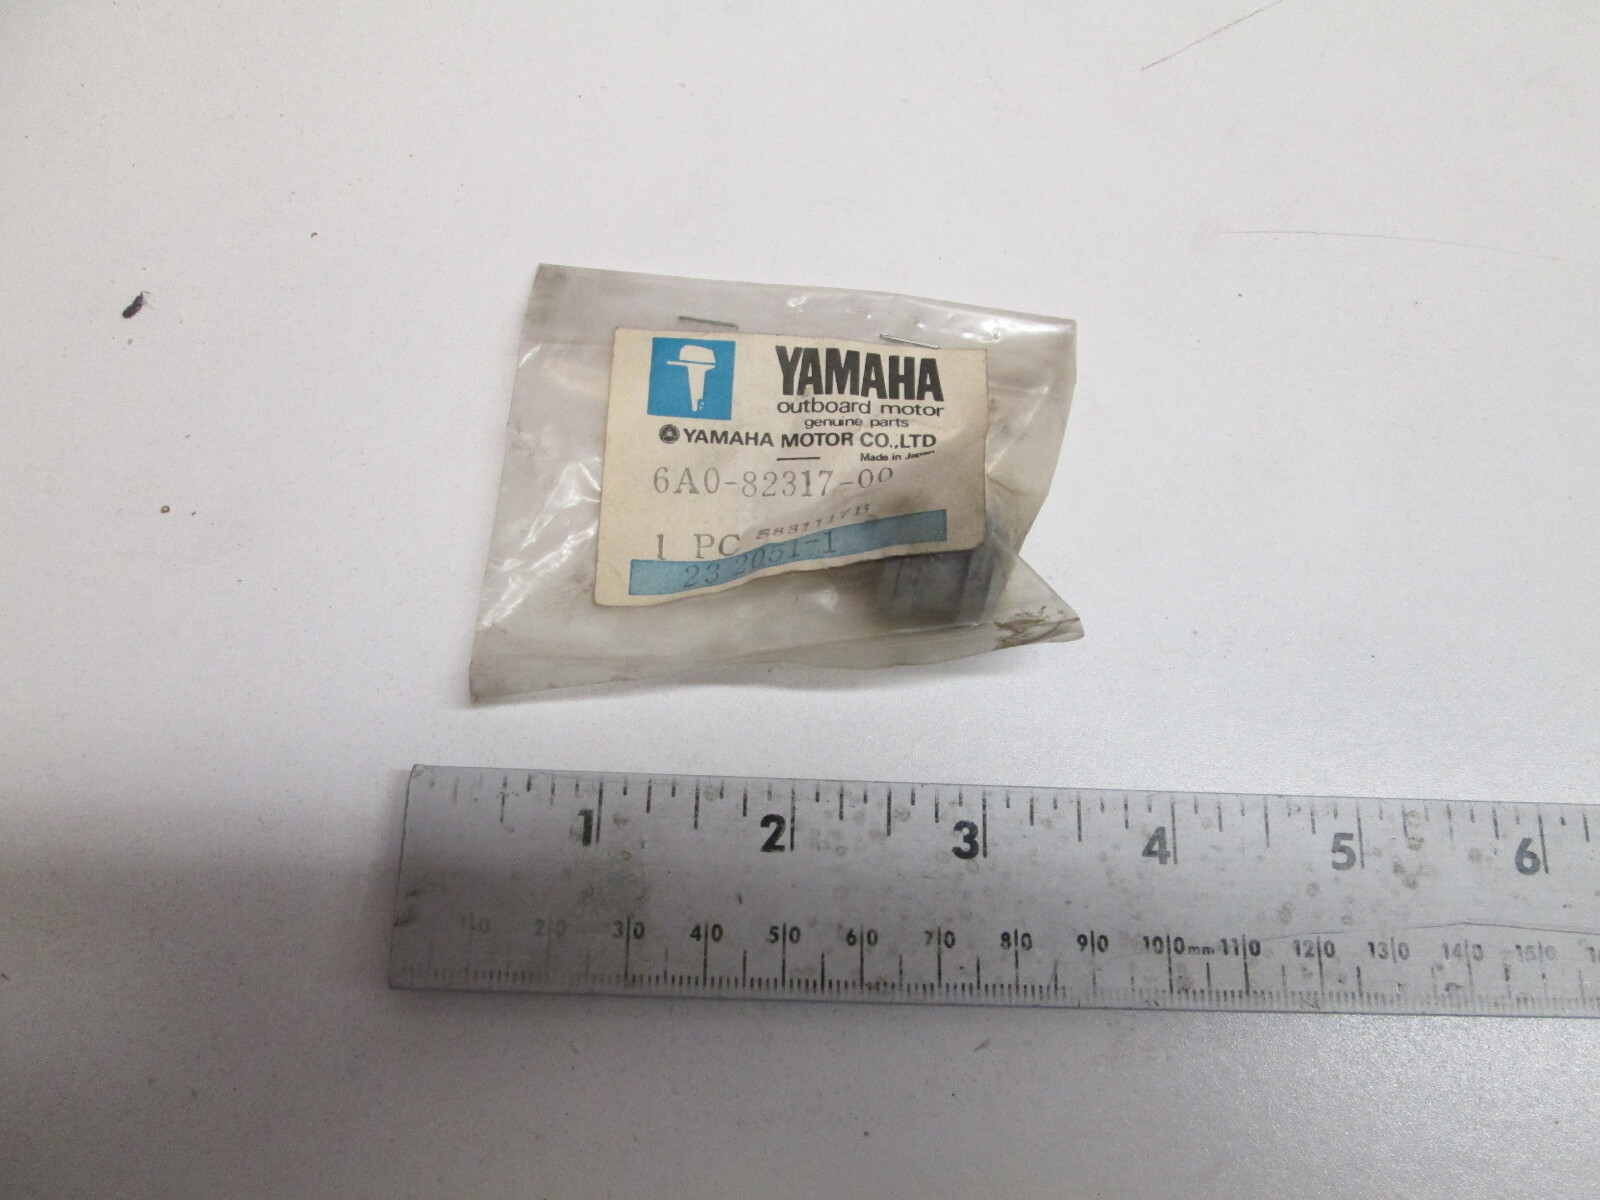 YAMAHA
outboard motor
genuine parts
YAMAHA MOTOR CO.,LTD
Made in Japan
6A0-82317-00
1 PC 5831117B
23 2051-1
1 2 3 4 5 6
10 20 30 40 50 60 70 80 90 100mm 110 120 130 140 150